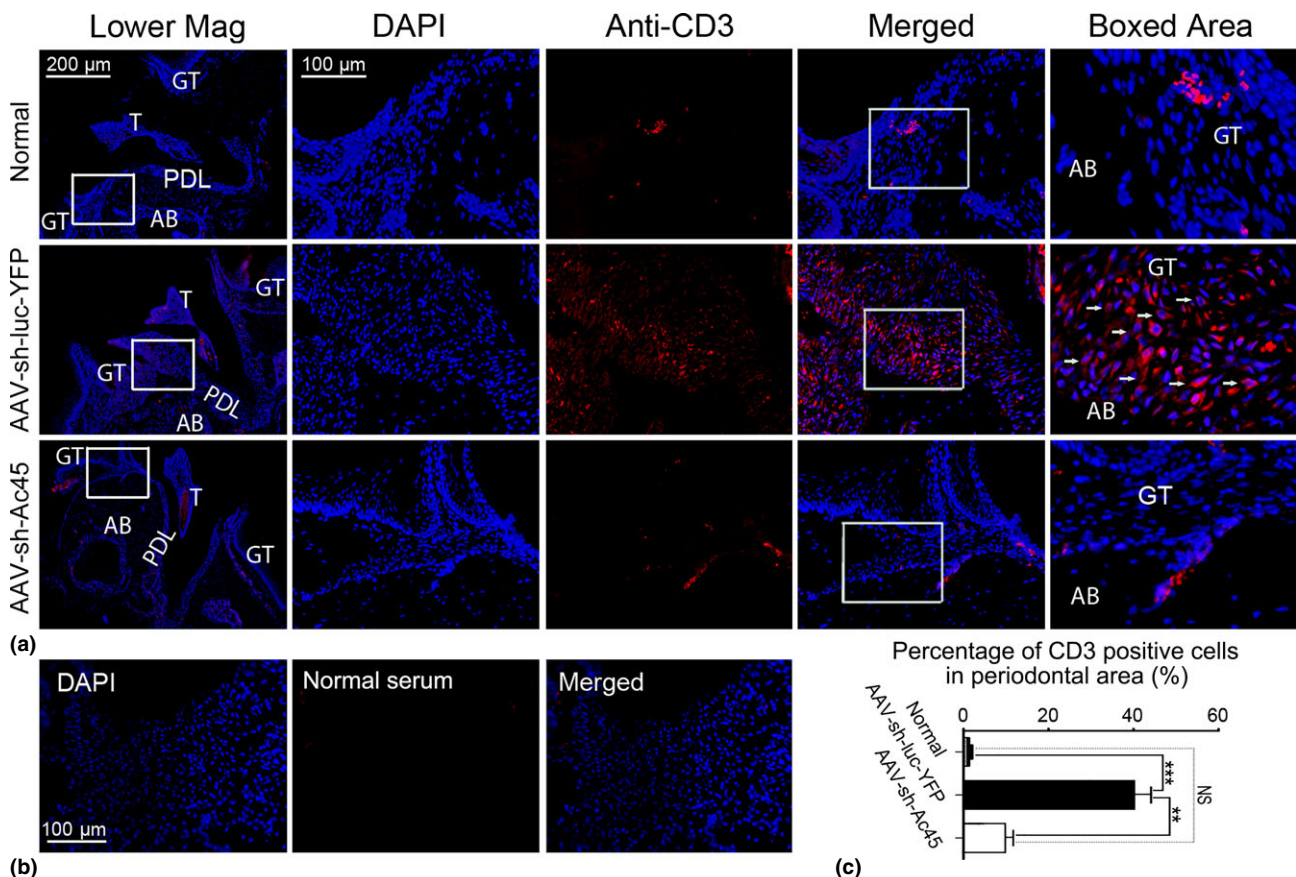 Lower Mag DAPI Anti-CD3 Merged Boxed Area
Normal
200 µm
GT
T
PDL
GT
AB
100 µm
GT
AB
AAV-sh-luc-YFP
GT
T
GT
PDL
AB
GT
AB
AAV-sh-Ac45
GT
T
AB
PDL
GT
GT
AB
(a)
DAPI
100 µm
Normal serum
Merged
(b)
Percentage of CD3 positive cells
in periodontal area (%)
0 20 40 60
Normal
AAV-sh-luc-YFP
AAV-sh-Ac45
***
**
NS
(c)